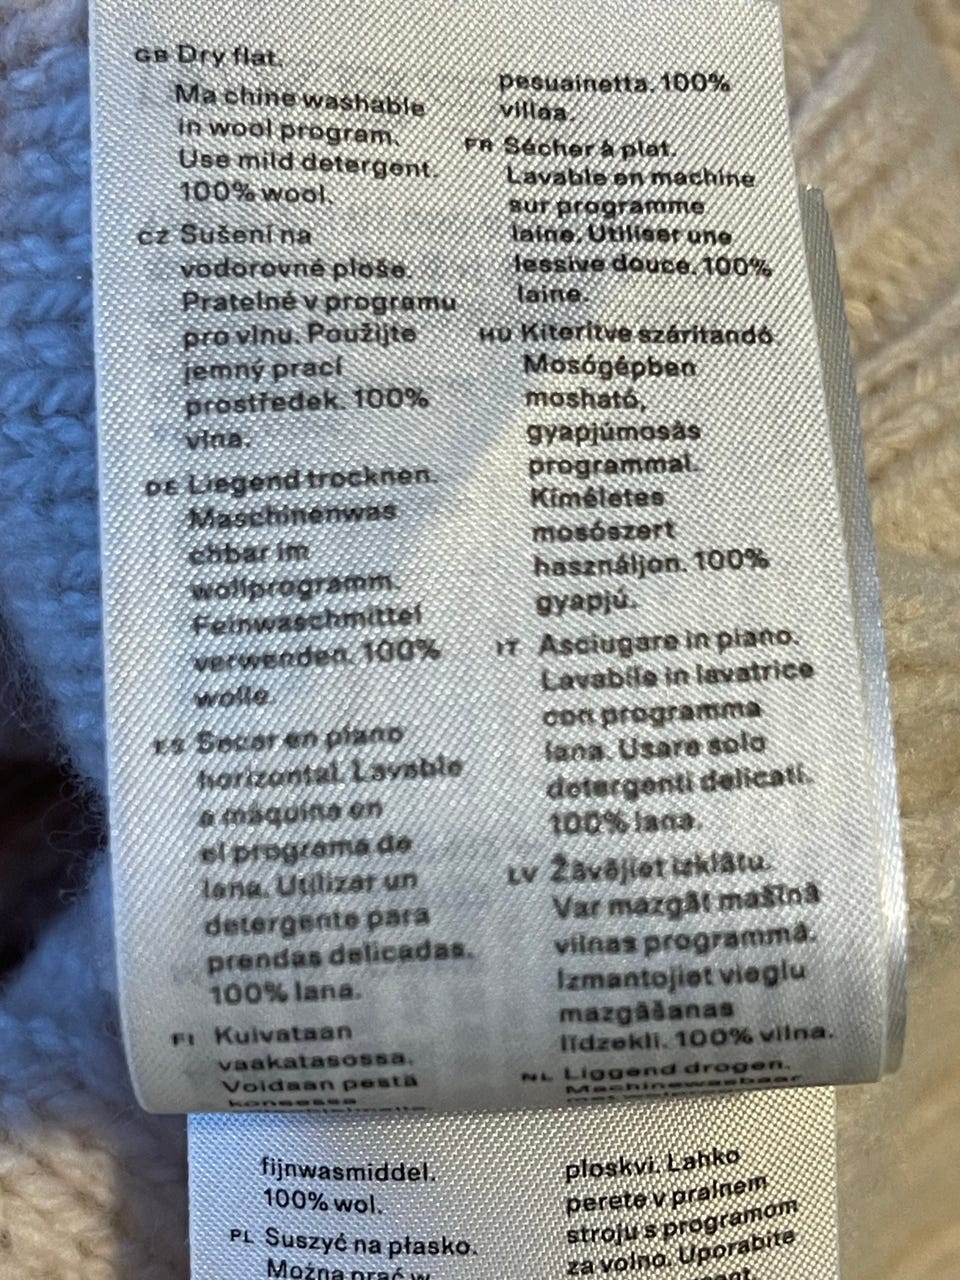 GB Dry flat.
Ma chine washable
in wool program.
Use mild detergent.
100% wool.
CZ Sušení na
vodorovné ploše.
Pratelné v programu
pro vlnu. Použijte
jemný prací
prostředek. 100%
vlna.
DE Liegend trocknen.
Maschinenwas
chbar im
wollprogramm.
Feinwaschmittel
verwenden. 100%
wolle.
ES Secar en plano
horizontal. Lavable
a máquina en
el programa de
lana. Utilizar un
detergente para
prendas delicadas.
100% lana.
FI Kuivataan
vaakatasossa.
Voidaan pestä
koneessa
pesuainetta. 100%
villaa.
FR Sécher à plat.
Lavable en machine
sur programme
laine. Utiliser une
lessive douce. 100%
laine.
HU Kiterítve szárítandó
Mosógépben
mosható,
gyapjúmosás
programmal.
Kíméletes
mosószert
használjon. 100%
gyapjú.
IT Asciugare in piano.
Lavabile in lavatrice
con programma
lana. Usare solo
detergenti delicati.
100% lana.
LV Žāvējiet izklātu.
Var mazgāt mašīnā
vilnas programmā.
Izmantojiet vieglu
mazgāšanas
līdzekli. 100% vilna.
NL Liggend drogen.
Machinewasbaar
fijnwasmiddel.
100% wol.
PL Suszyć na płasko.
Można prać w
ploskvi. Lahko
perete v pralnem
stroju s programom
za volno. Uporabite